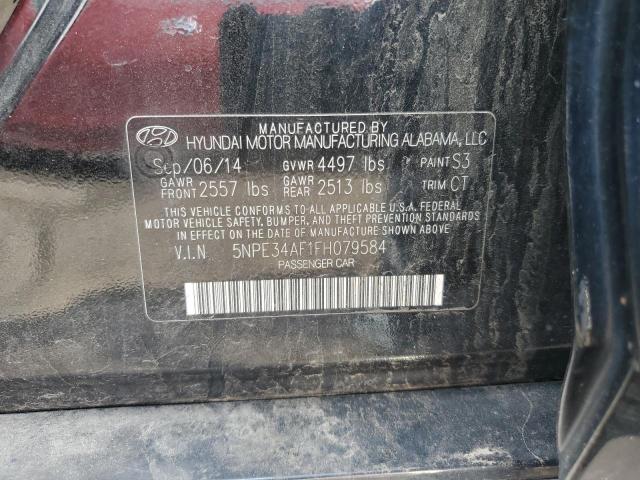 MANUFACTURED BY
HYUNDAI MOTOR MANUFACTURING ALABAMA, LLC
Sep/06/14 GVWR 4497 lbs PAINT S3
GAWR FRONT 2557 lbs GAWR REAR 2513 lbs TRIM CT
THIS VEHICLE CONFORMS TO ALL APPLICABLE U.S.A. FEDERAL
MOTOR VEHICLE SAFETY, BUMPER, AND THEFT PREVENTION STANDARDS
IN EFFECT ON THE DATE OF MANUFACTURE SHOWN ABOVE.
V.I.N. 5NPE34AF1FH079584
PASSENGER CAR